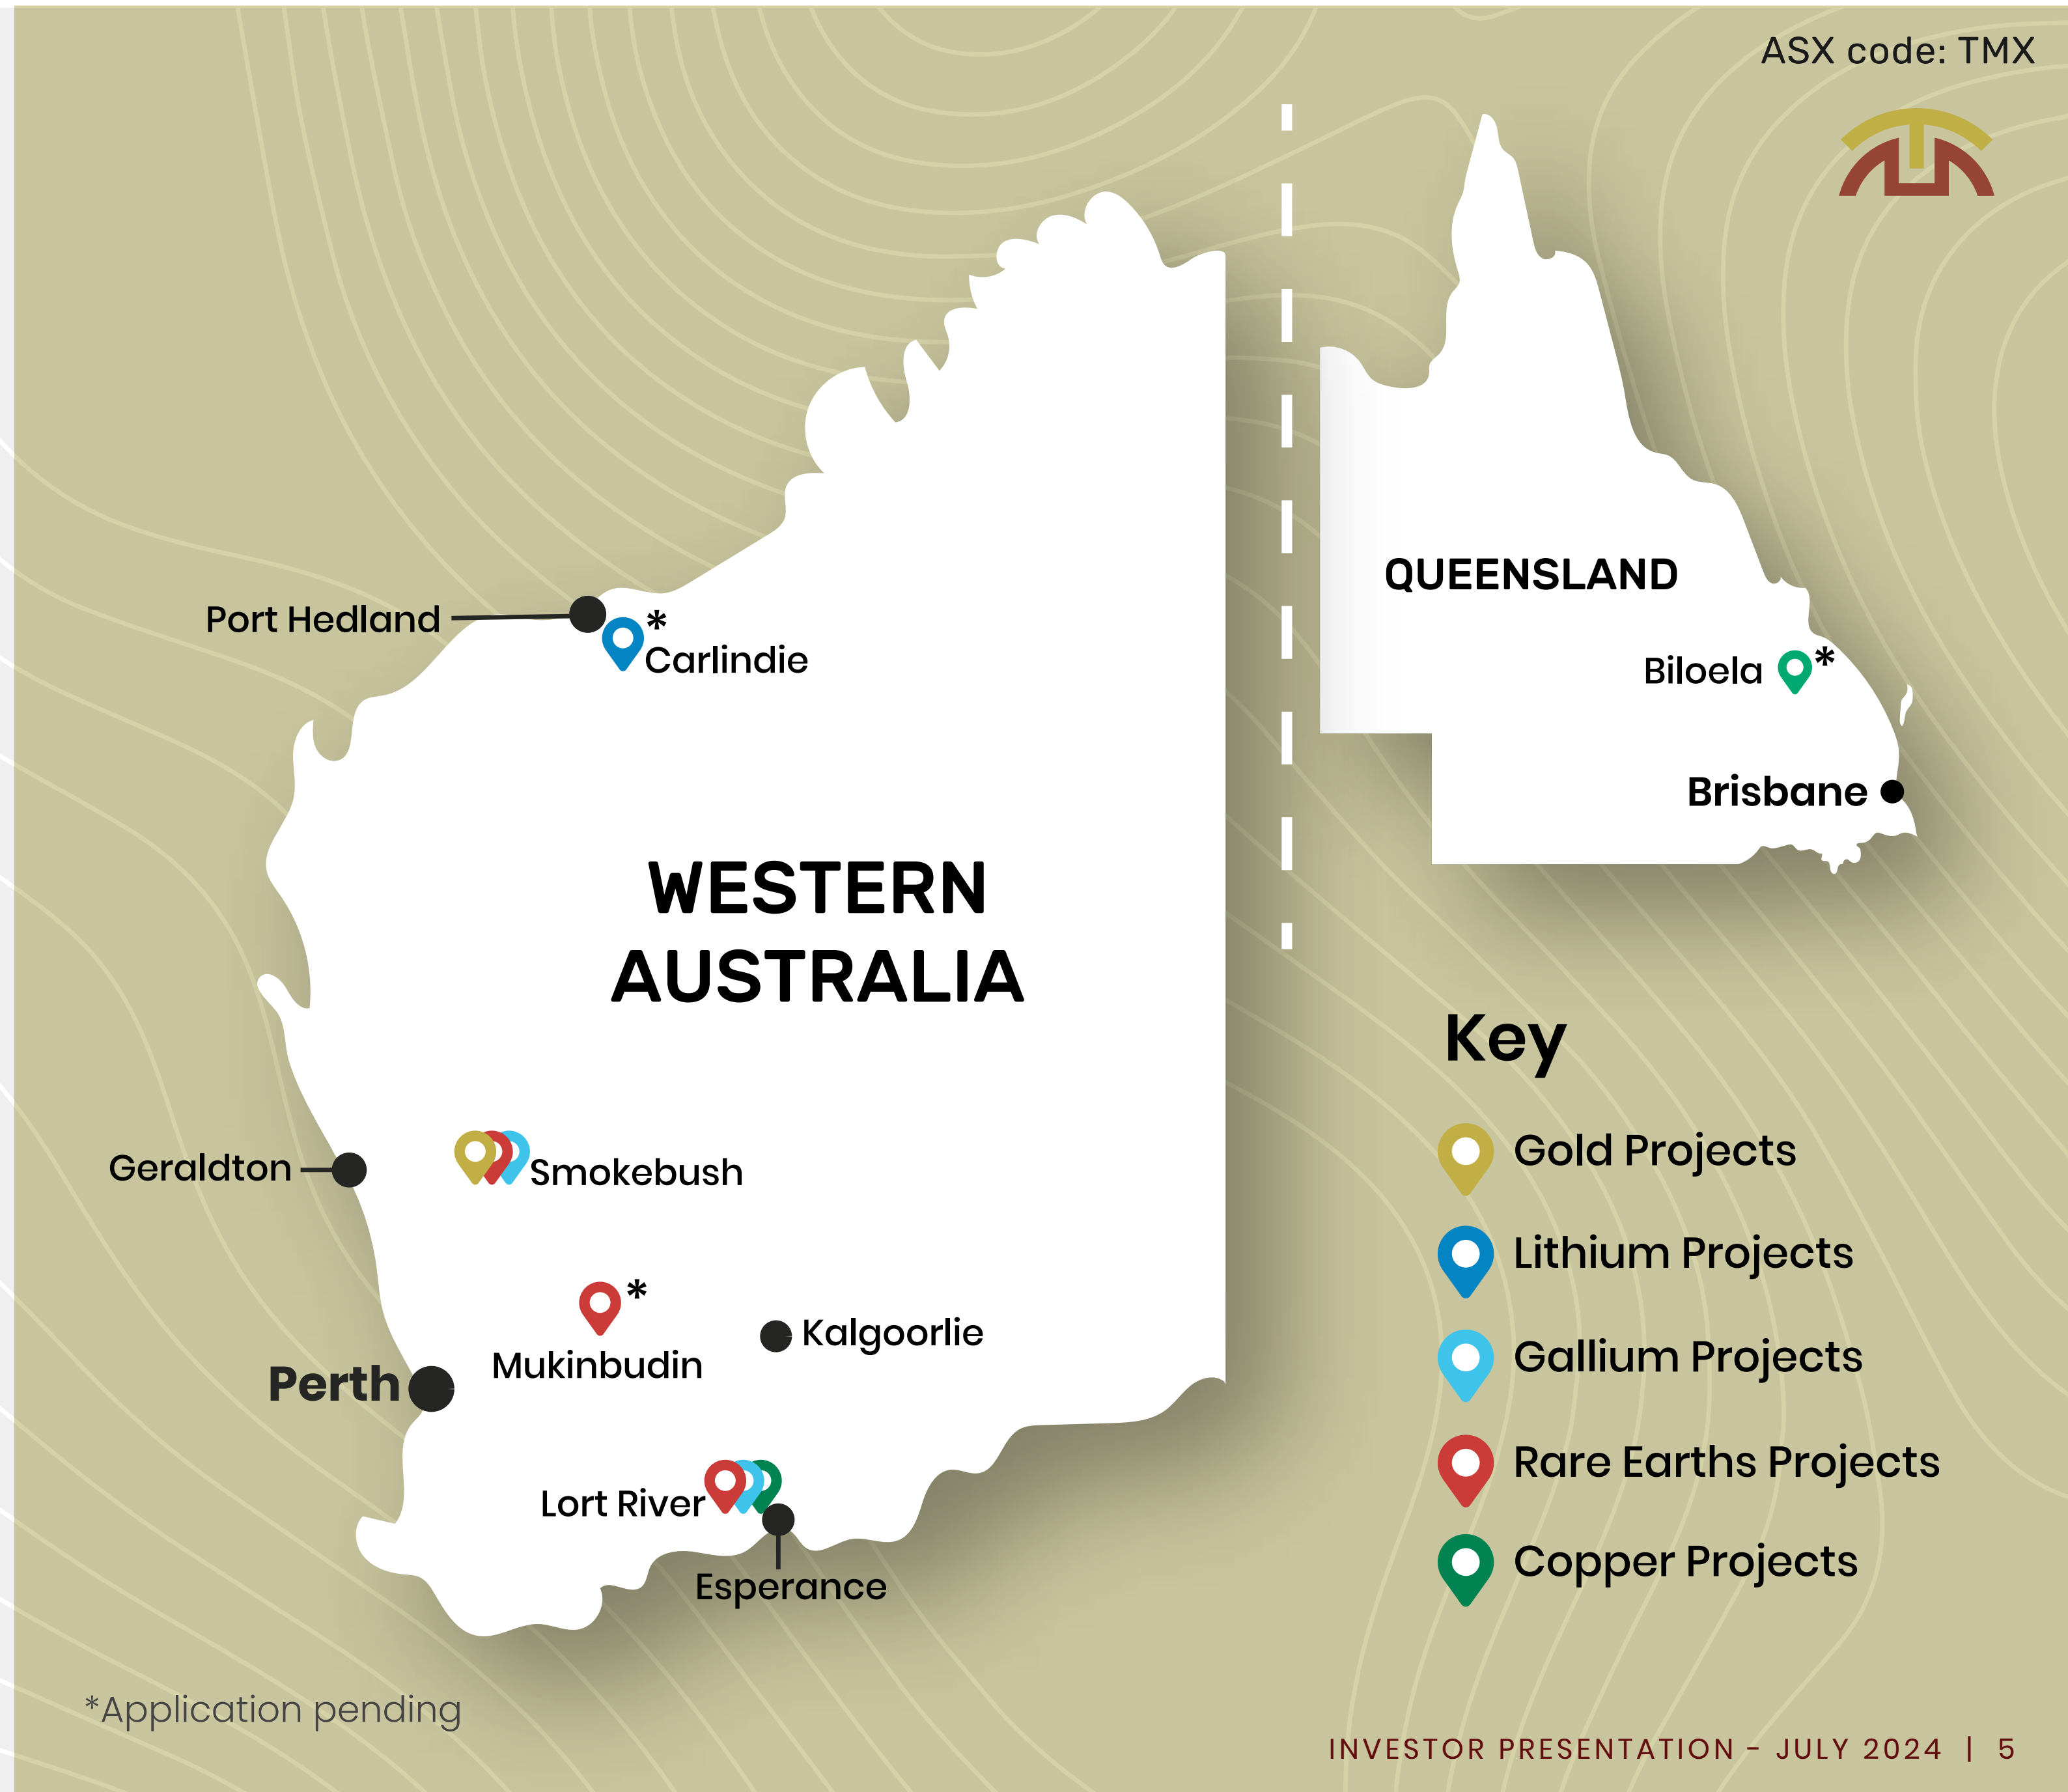 ASX code: TMX
QUEENSLAND
Port Hedland
*
Carlindie
Biloela *
Brisbane
WESTERN
AUSTRALIA
Key
Geraldton
Smokebush
Gold Projects
Lithium Projects
*
Mukinbudin
Kalgoorlie
Perth
Gallium Projects
Lort River
Rare Earths Projects
Esperance
Copper Projects
*Application pending
INVESTOR PRESENTATION - JULY 2024 | 5